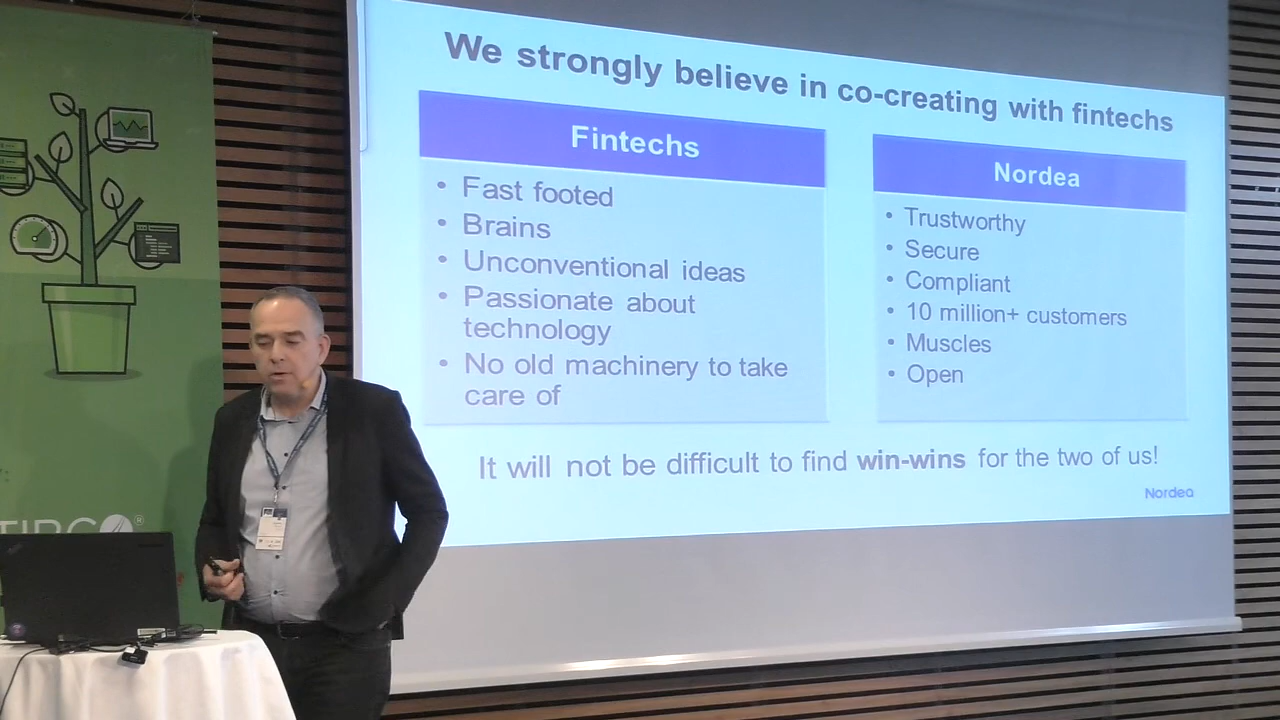 We strongly believe in co-creating with fintechs
Fintechs
• Fast footed
• Brains
• Unconventional ideas
• Passionate about
technology
• No old machinery to take
care of
Nordea
• Trustworthy
• Secure
• Compliant
• 10 million+ customers
• Muscles
• Open
It will not be difficult to find win-wins for the two of us!
Nordea